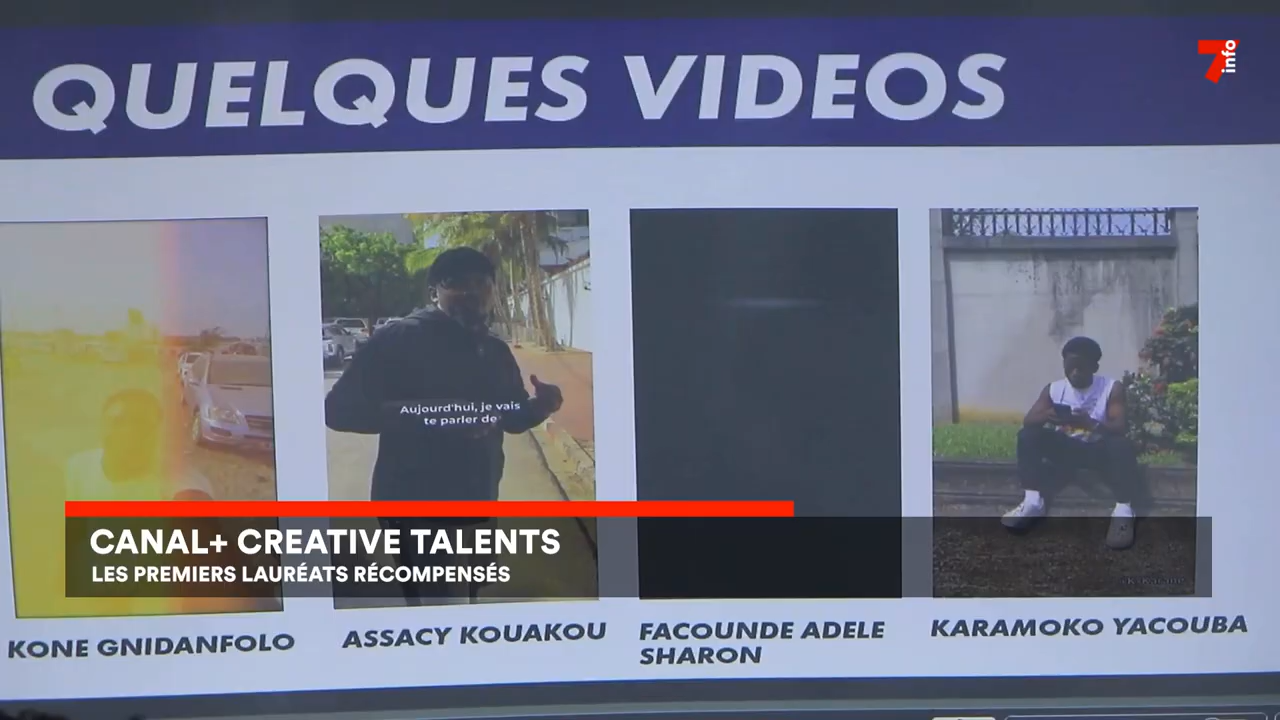 QUELQUES VIDEOS
7info
Aujourd'hui, je vais
te parler de
CANAL+ CREATIVE TALENTS
LES PREMIERS LAURÉATS RÉCOMPENSÉS
KONE GNIDANFOLO
ASSACY KOUAKOU
FACOUNDE ADELE
SHARON
KARAMOKO YACOUBA